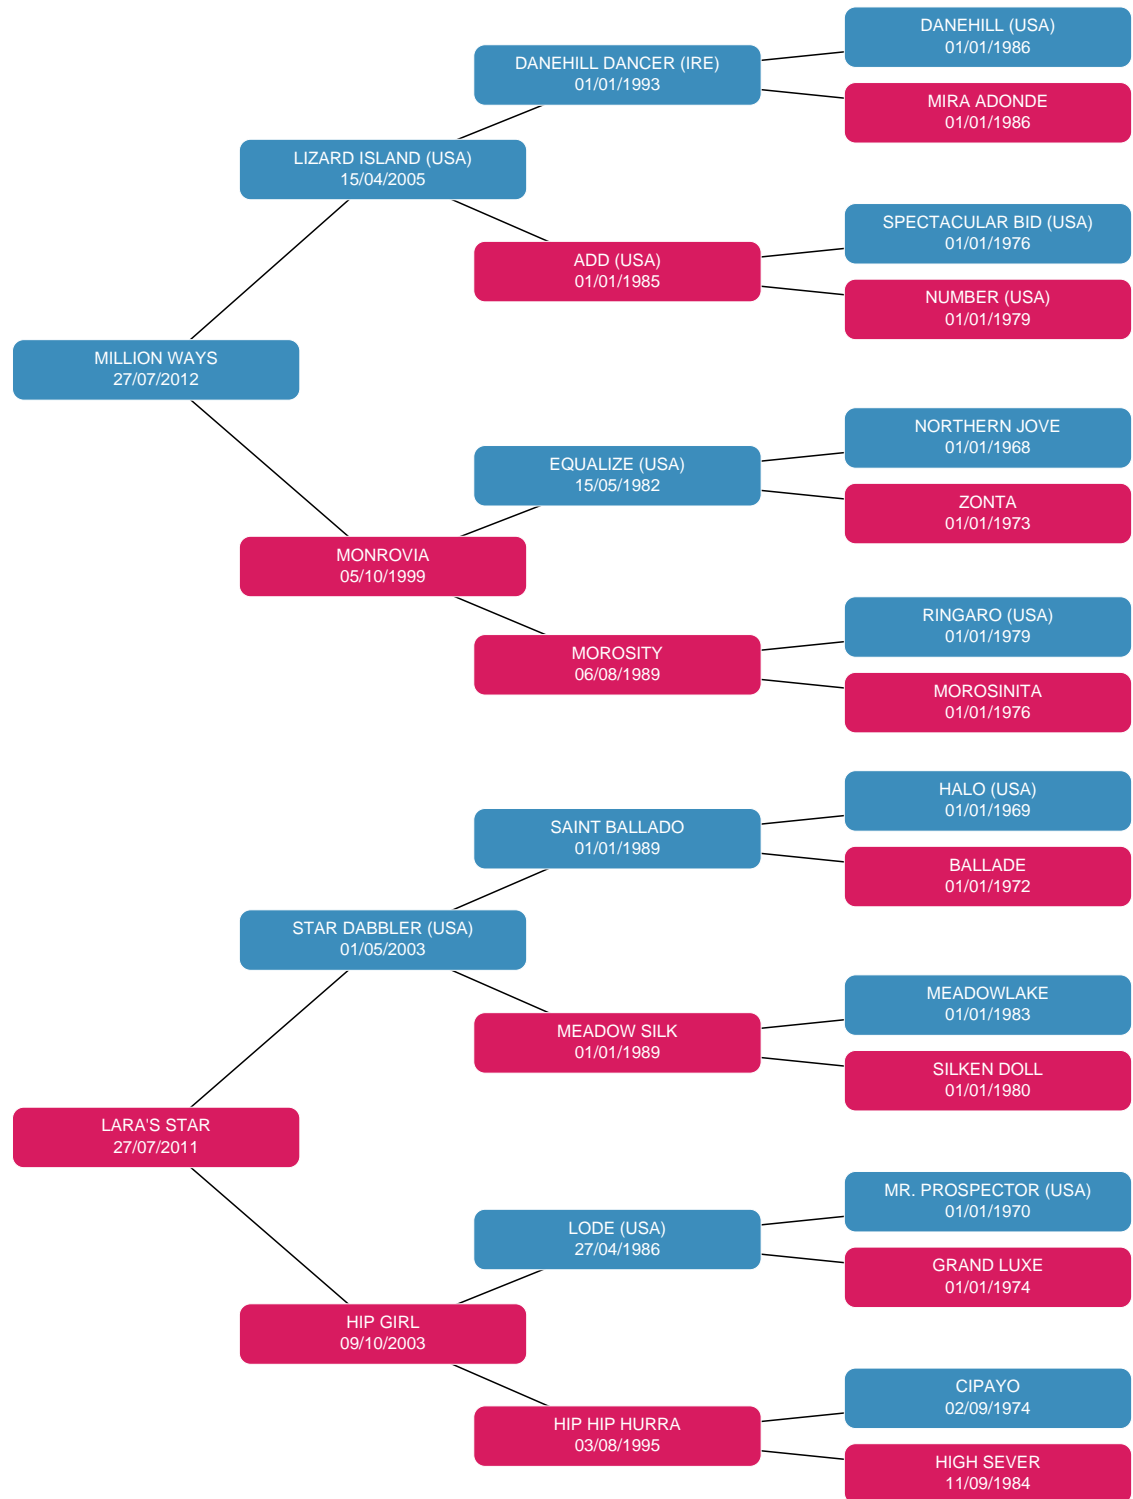 DANEHILL (USA)
01/01/1986
DANEHILL DANCER (IRE)
01/01/1993
MIRA ADONDE
01/01/1986
LIZARD ISLAND (USA)
15/04/2005
SPECTACULAR BID (USA)
01/01/1976
ADD (USA)
01/01/1985
NUMBER (USA)
01/01/1979
MILLION WAYS
27/07/2012
NORTHERN JOVE
01/01/1968
EQUALIZE (USA)
15/05/1982
ZONTA
01/01/1973
MONROVIA
05/10/1999
RINGARO (USA)
01/01/1979
MOROSITY
06/08/1989
MOROSINITA
01/01/1976
HALO (USA)
01/01/1969
SAINT BALLADO
01/01/1989
BALLADE
01/01/1972
STAR DABBLER (USA)
01/05/2003
MEADOWLAKE
01/01/1983
MEADOW SILK
01/01/1989
SILKEN DOLL
01/01/1980
LARA'S STAR
27/07/2011
MR. PROSPECTOR (USA)
01/01/1970
LODE (USA)
27/04/1986
GRAND LUXE
01/01/1974
HIP GIRL
09/10/2003
CIPAYO
02/09/1974
HIP HIP HURRA
03/08/1995
HIGH SEVER
11/09/1984